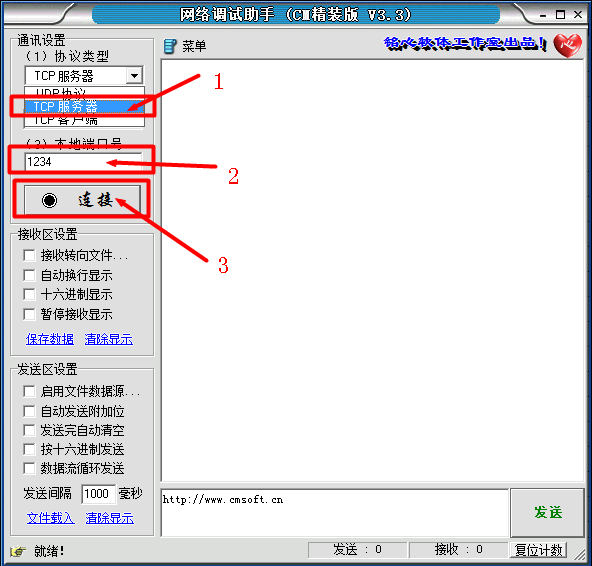 网络调试助手 (CM精装版 V3.3)
通讯设置
(1) 协议类型
TCP服务器
UDP协议
TCP服务器
TCP客户端
(3) 本地端口号
1234
连接
接收区设置
接收转向文件...
自动换行显示
十六进制显示
暂停接收显示
保存数据 清除显示
发送区设置
启用文件数据源...
自动发送附加位
发送完自动清空
按十六进制发送
数据流循环发送
发送间隔 1000 毫秒
文件载入 清除显示
菜单
铭心软体工作室出品!
1
2
3
http://www.cmsoft.cn
发送
就绪!
发送 : 0
接收 : 0
复位计数